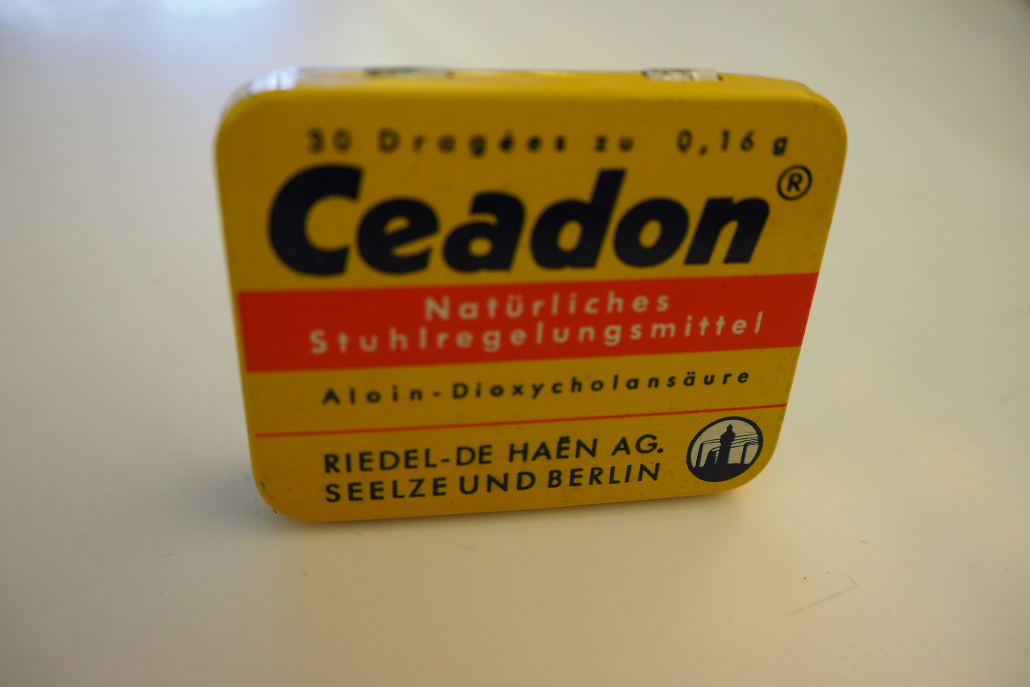 30 Dragées zu 0,16 g
Ceadon®
Natürliches
Stuhlregelungsmittel
Aloin-Dioxycholansäure
RIEDEL-DE HAËN AG.
SEELZE UND BERLIN